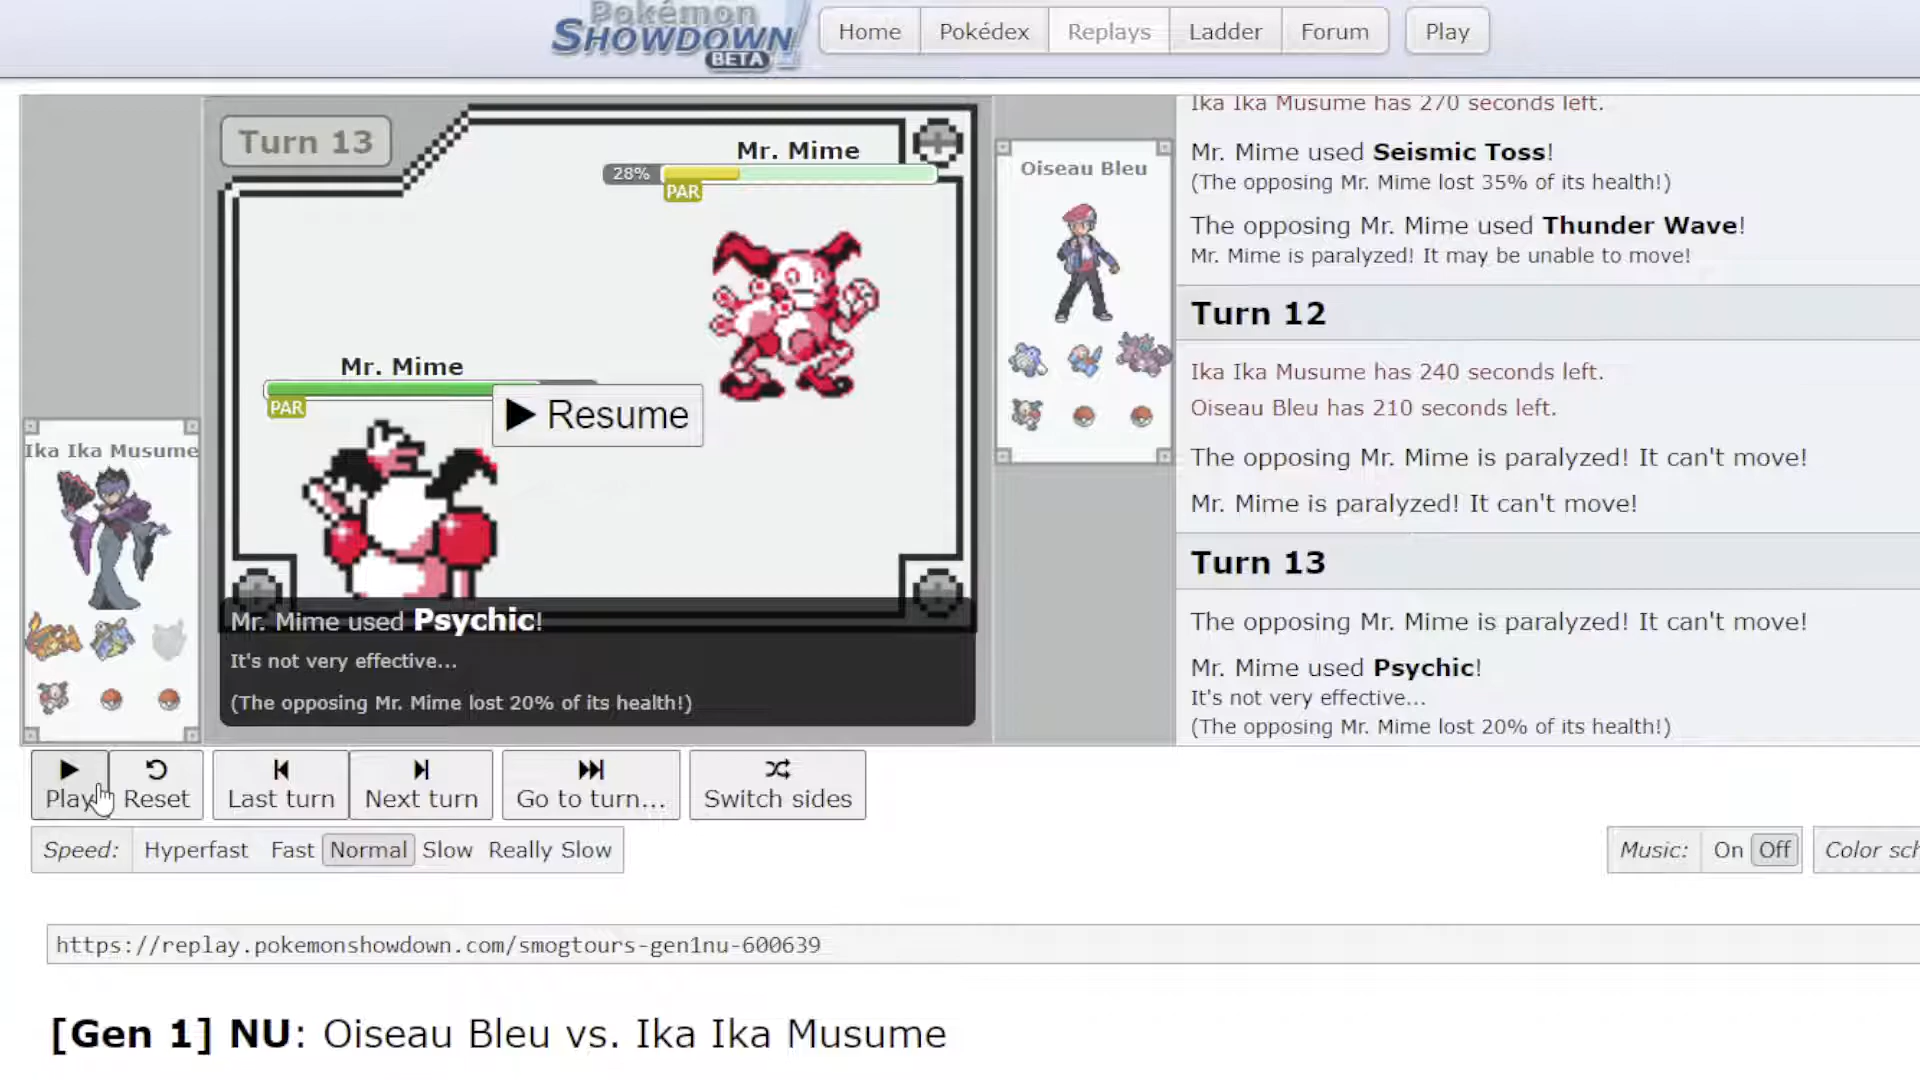 Pokémon
SHOWDOWN
BETA
Home
Pokédex
Replays
Ladder
Forum
Play
Turn 13
Mr. Mime
28%
PAR
Mr. Mime
PAR
Resume
Mr. Mime used Psychic!
It's not very effective...
(The opposing Mr. Mime lost 20% of its health!)
Ika Ika Musume
Oiseau Bleu
Ika Ika Musume has 270 seconds left.
Mr. Mime used Seismic Toss!
(The opposing Mr. Mime lost 35% of its health!)
The opposing Mr. Mime used Thunder Wave!
Mr. Mime is paralyzed! It may be unable to move!
Turn 12
Ika Ika Musume has 240 seconds left.
Oiseau Bleu has 210 seconds left.
The opposing Mr. Mime is paralyzed! It can't move!
Mr. Mime is paralyzed! It can't move!
Turn 13
The opposing Mr. Mime is paralyzed! It can't move!
Mr. Mime used Psychic!
It's not very effective...
(The opposing Mr. Mime lost 20% of its health!)
Play
Reset
Last turn
Next turn
Go to turn...
Switch sides
Speed: Hyperfast Fast Normal Slow Really Slow
Music: On Off
Color sch
https://replay.pokemonshowdown.com/smogtours-gen1nu-600639
[Gen 1] NU: Oiseau Bleu vs. Ika Ika Musume